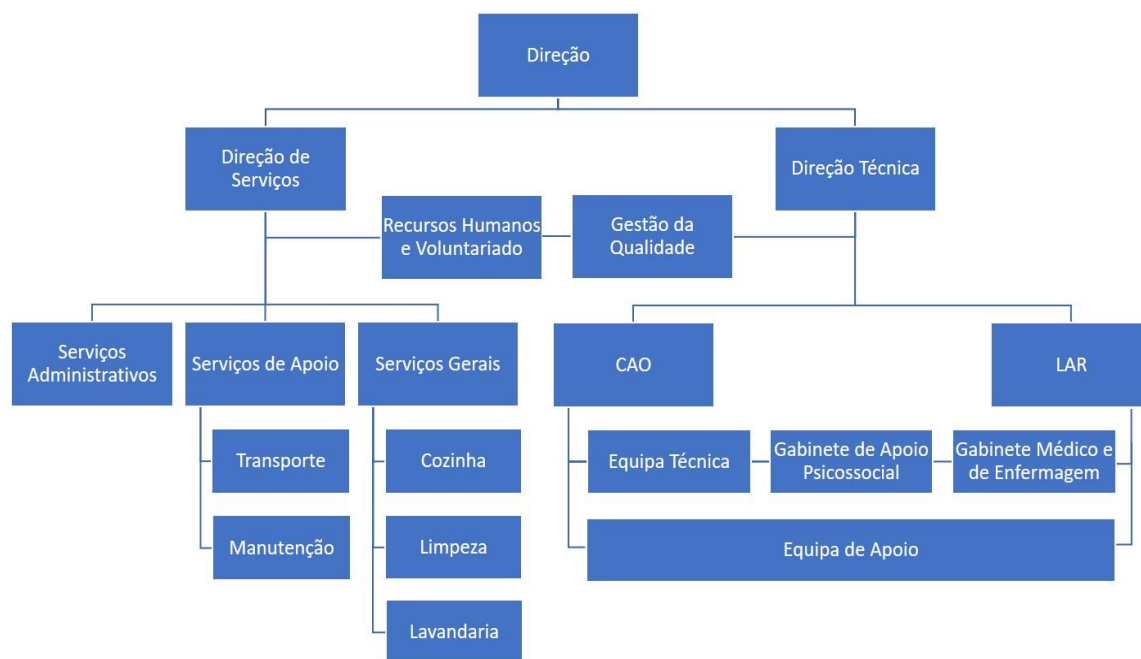 Direção
Direção de
Serviços
Direção Técnica
Recursos Humanos
e Voluntariado
Gestão da
Qualidade
Serviços
Administrativos
Serviços de Apoio
Serviços Gerais
CAO
LAR
Transporte
Cozinha
Equipa Técnica
Gabinete de Apoio
Psicossocial
Gabinete Médico e
de Enfermagem
Manutenção
Limpeza
Equipa de Apoio
Lavandaria